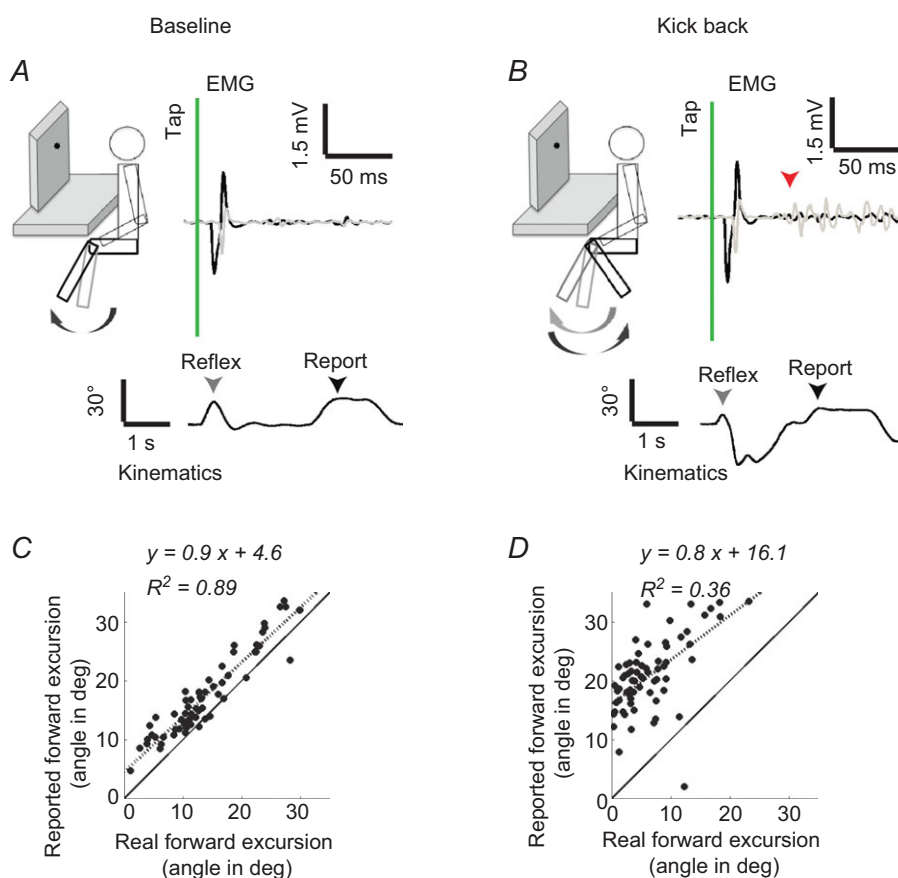 Baseline
A
EMG
Tap
1.5 mV
50 ms
Reflex
Report
30°
1 s
Kinematics
Kick back
B
EMG
Tap
1.5 mV
50 ms
Reflex
Report
30°
1 s
Kinematics
C
y = 0.9 x + 4.6
R² = 0.89
Reported forward excursion
(angle in deg)
30
20
10
0
0 10 20 30
Real forward excursion
(angle in deg)
D
y = 0.8 x + 16.1
R² = 0.36
Reported forward excursion
(angle in deg)
30
20
10
0
0 10 20 30
Real forward excursion
(angle in deg)